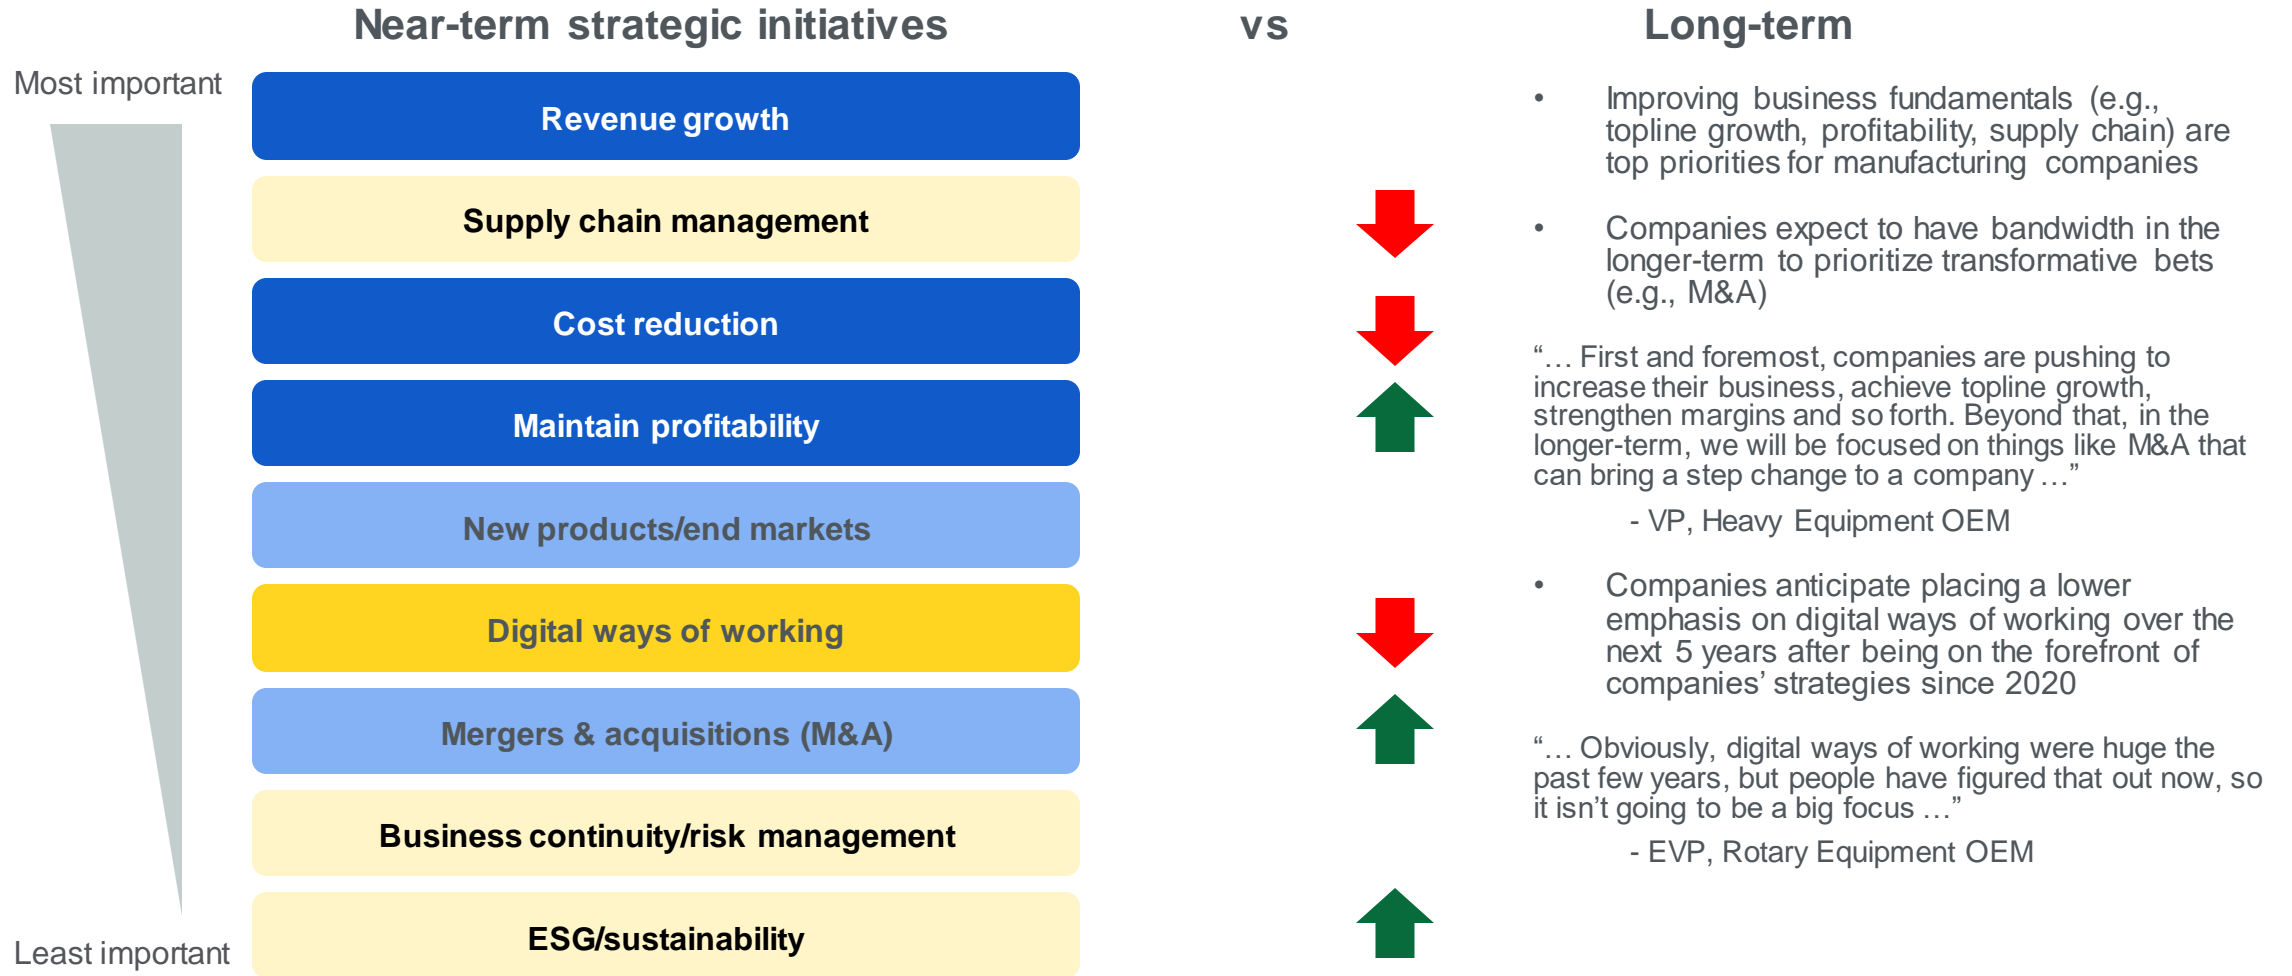 Near-term strategic initiatives
vs
Long-term
Most important
Revenue growth
Supply chain management
Cost reduction
Maintain profitability
New products/end markets
Digital ways of working
Mergers & acquisitions (M&A)
Business continuity/risk management
ESG/sustainability
Least important
• Improving business fundamentals (e.g.,
topline growth, profitability, supply chain) are
top priorities for manufacturing companies
• Companies expect to have bandwidth in the
longer-term to prioritize transformative bets
(e.g., M&A)
“… First and foremost, companies are pushing to
increase their business, achieve topline growth,
strengthen margins and so forth. Beyond that, in the
longer-term, we will be focused on things like M&A that
can bring a step change to a company …”
- VP, Heavy Equipment OEM
• Companies anticipate placing a lower
emphasis on digital ways of working over the
next 5 years after being on the forefront of
companies’ strategies since 2020
“… Obviously, digital ways of working were huge the
past few years, but people have figured that out now, so
it isn’t going to be a big focus …”
- EVP, Rotary Equipment OEM